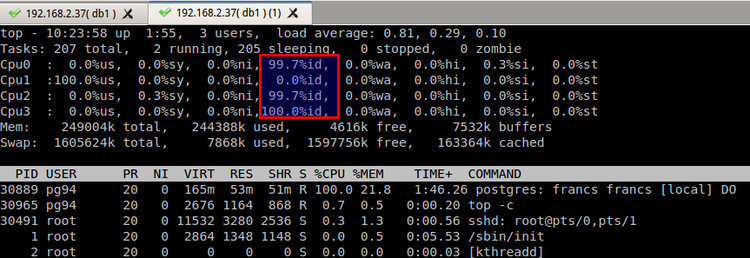 192.168.2.37( db1 ) 192.168.2.37( db1 ) (1)
top - 10:23:58 up  1:55,  3 users,  load average: 0.81, 0.29, 0.10
Tasks: 207 total,   2 running, 205 sleeping,   0 stopped,   0 zombie
Cpu0  :  0.0%us,  0.0%sy,  0.0%ni, 99.7%id,  0.0%wa,  0.0%hi,  0.3%si,  0.0%st
Cpu1  :100.0%us,  0.0%sy,  0.0%ni,  0.0%id,  0.0%wa,  0.0%hi,  0.0%si,  0.0%st
Cpu2  :  0.0%us,  0.3%sy,  0.0%ni, 99.7%id,  0.0%wa,  0.0%hi,  0.0%si,  0.0%st
Cpu3  :  0.0%us,  0.0%sy,  0.0%ni,100.0%id,  0.0%wa,  0.0%hi,  0.0%si,  0.0%st
Mem:    249004k total,   244388k used,     4616k free,     7532k buffers
Swap:  1605624k total,     7868k used,  1597756k free,   163364k cached
PID USER      PR  NI  VIRT  RES  SHR S %CPU %MEM    TIME+  COMMAND
30889 pg94      20   0  165m  53m  51m R 100.0 21.8   1:46.26 postgres: francs francs [local] DO
30965 pg94      20   0  2676 1164  868 R  0.7  0.5   0:00.20 top -c
30491 root      20   0 11532 3280 2536 S  0.3  1.3   0:00.56 sshd: root@pts/0,pts/1
1 root      20   0  2864 1348 1148 S  0.0  0.5   0:05.53 /sbin/init
2 root      20   0     0    0    0 S  0.0  0.0   0:00.03 [kthreadd]